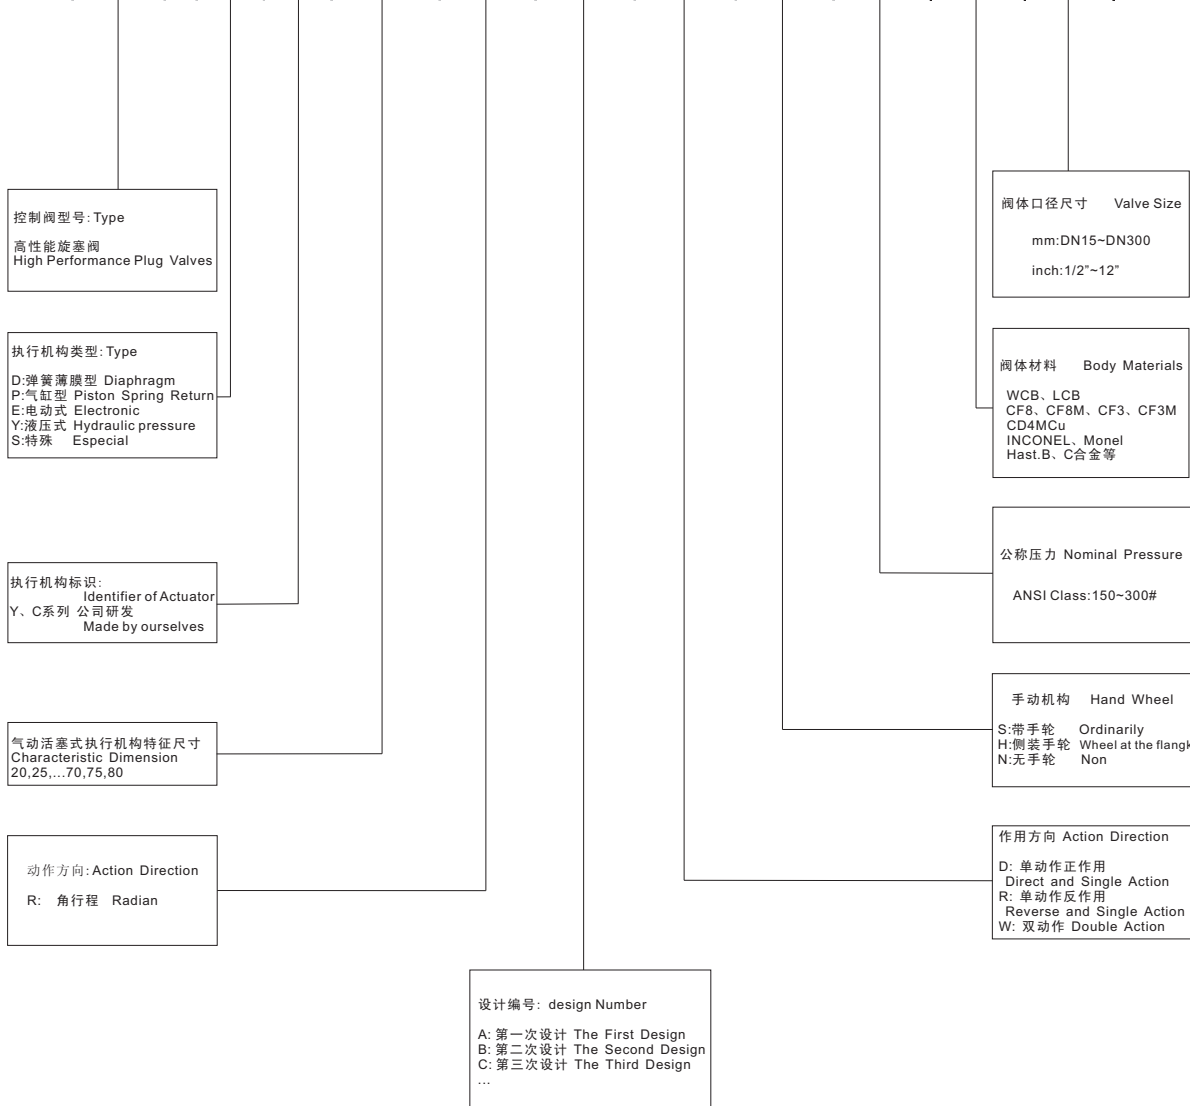 控制阀型号: Type
高性能旋塞阀
High Performance Plug Valves
执行机构类型: Type
D:弹簧薄膜型 Diaphragm
P:气缸型 Piston Spring Return
E:电动式 Electronic
Y:液压式 Hydraulic pressure
S:特殊 Especial
执行机构标识:
Identifier of Actuator
Y、C系列 公司研发
Made by ourselves
气动活塞式执行机构特征尺寸
Characteristic Dimension
20,25,...70,75,80
动作方向: Action Direction
R: 角行程 Radian
设计编号: design Number
A: 第一次设计 The First Design
B: 第二次设计 The Second Design
C: 第三次设计 The Third Design
...
阀体口径尺寸 Valve Size
mm:DN15~DN300
inch:1/2”~12”
阀体材料 Body Materials
WCB、LCB
CF8、CF8M、CF3、CF3M
CD4MCu
INCONEL、Monel
Hast.B、C合金等
公称压力 Nominal Pressure
ANSI Class:150~300#
手动机构 Hand Wheel
S:带手轮 Ordinarily
H:侧装手轮 Wheel at the flangk
N:无手轮 Non
作用方向 Action Direction
D: 单动作正作用
Direct and Single Action
R: 单动作反作用
Reverse and Single Action
W: 双动作 Double Action